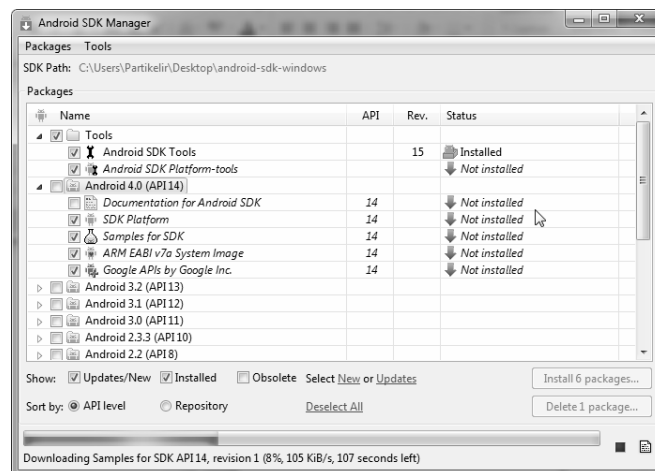 Android SDK Manager
Packages Tools
SDK Path: C:\Users\Partikelir\Desktop\android-sdk-windows
Packages
Name API Rev. Status
Tools
Android SDK Tools 15 Installed
Android SDK Platform-tools Not installed
Android 4.0 (API 14)
Documentation for Android SDK 14 Not installed
SDK Platform 14 Not installed
Samples for SDK 14 Not installed
ARM EABI v7a System Image 14 Not installed
Google APIs by Google Inc. 14 Not installed
Android 3.2 (API 13)
Android 3.1 (API 12)
Android 3.0 (API 11)
Android 2.3.3 (API 10)
Android 2.2 (API 8)
Show: Updates/New Installed Obsolete Select New or Updates Install 6 packages...
Sort by: API level Repository Deselect All Delete 1 package...
Downloading Samples for SDK API 14, revision 1 (8%, 105 KiB/s, 107 seconds left)